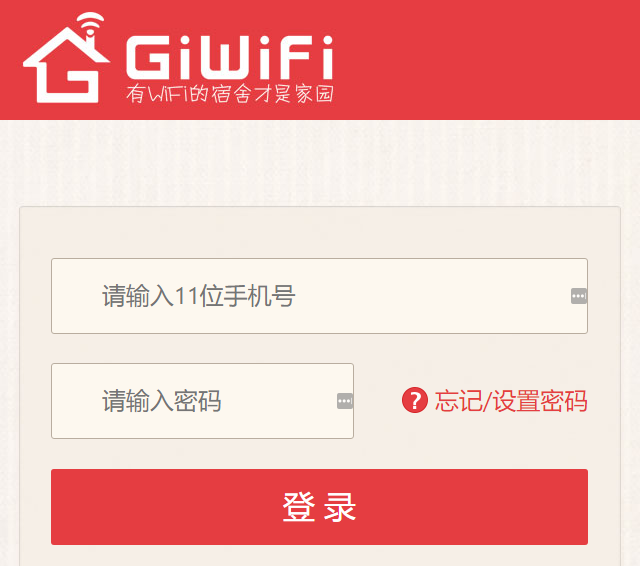 GiWiFi
有WiFi的宿舍才是家园
请输入11位手机号
请输入密码
? 忘记/设置密码
登录